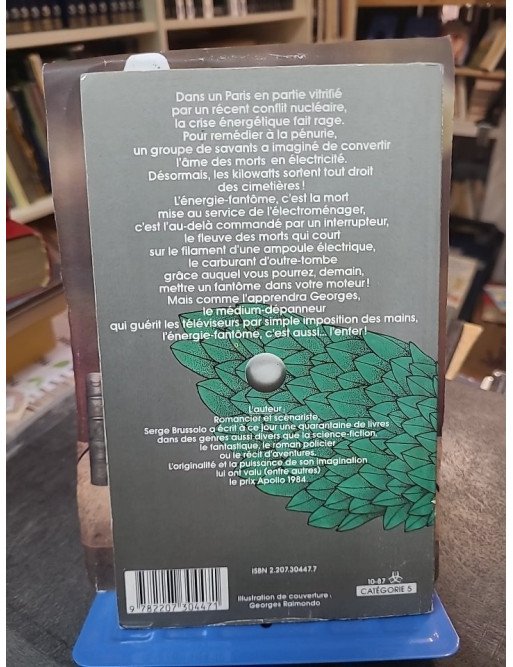 Dans un Paris en partie vitrifié
par un récent conflit nucléaire,
la crise énergétique fait rage.
Pour remédier à la pénurie,
un groupe de savants a imaginé de convertir
l'âme des morts en électricité.
Désormais, les kilowatts sortent tout droit
des cimetières !
L'énergie-fantôme, c'est la mort
mise au service de l'électroménager,
c'est l'au-delà commandé par un interrupteur,
le fleuve des morts qui court
sur le filament d'une ampoule électrique,
le carburant d'outre-tombe
grâce auquel vous pourrez, demain,
mettre un fantôme dans votre moteur !
Mais comme l'apprendra Georges,
le médium-dépanneur
qui guérit les téléviseurs par simple imposition des mains,
l'énergie-fantôme, c'est aussi... l'enfer !
L'auteur
Romancier et scénariste,
Serge Brussolo a écrit à ce jour une quarantaine de livres
dans des genres aussi divers que la science-fiction,
le fantastique, le roman policier
ou le récit d'aventures.
L'originalité et la puissance de son imagination
lui ont valu (entre autres)
le prix Apollo 1984.
ISBN 2.207.30447.7
9 782207 304471
Illustration de couverture :
Georges Raimondo
10-87
CATÉGORIE 5